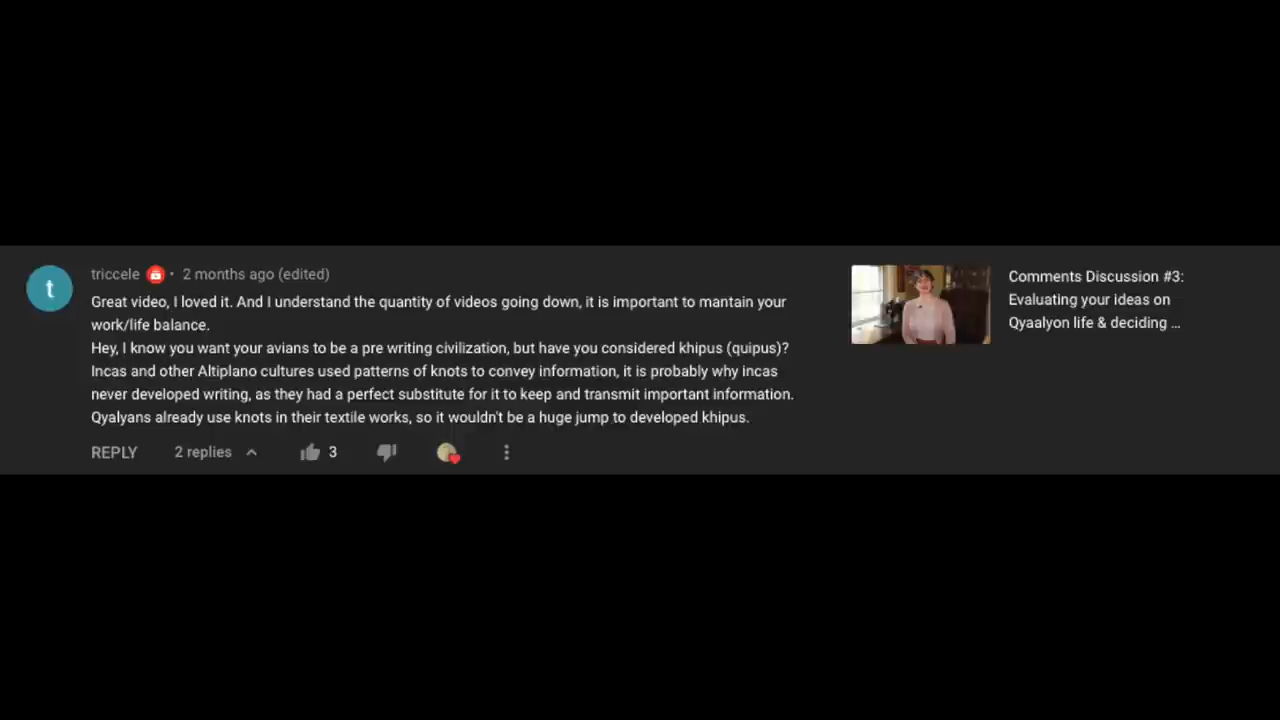 t
triccele • 2 months ago (edited)
Great video, I loved it. And I understand the quantity of videos going down, it is important to mantain your
work/life balance.
Hey, I know you want your avians to be a pre writing civilization, but have you considered khipus (quipus)?
Incas and other Altiplano cultures used patterns of knots to convey information, it is probably why incas
never developed writing, as they had a perfect substitute for it to keep and transmit important information.
Qyalyans already use knots in their textile works, so it wouldn't be a huge jump to developed khipus.
REPLY 2 replies 3
Comments Discussion #3:
Evaluating your ideas on
Qyaalyon life & deciding ...